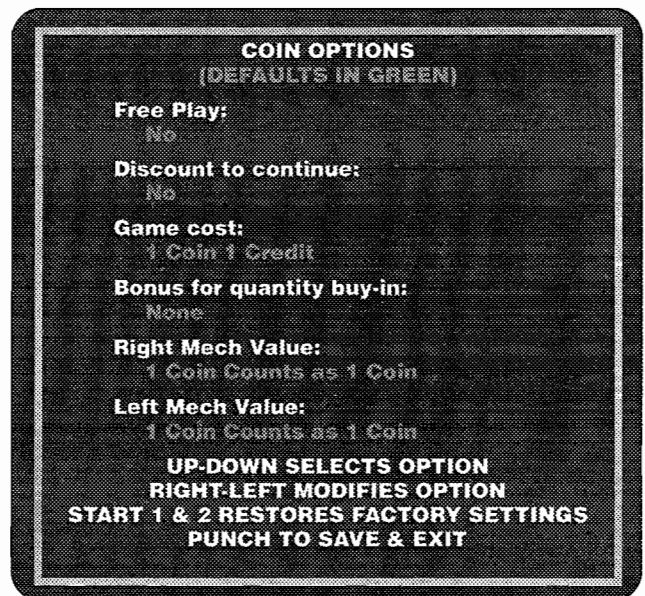 COIN OPTIONS
(DEFAULTS IN GREEN)
Free Play:
No
Discount to continue:
No
Game cost:
1 Coin 1 Credit
Bonus for quantity buy-in:
None
Right Mech Value:
1 Coin Counts as 1 Coin
Left Mech Value:
1 Coin Counts as 1 Coin
UP-DOWN SELECTS OPTION
RIGHT-LEFT MODIFIES OPTION
START 1 & 2 RESTORES FACTORY SETTINGS
PUNCH TO SAVE & EXIT